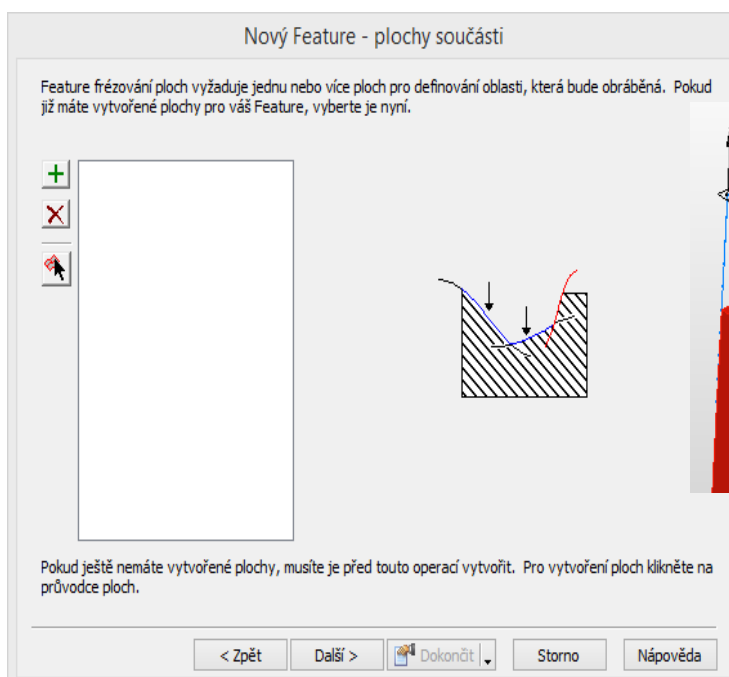 Nový Feature - plochy součásti
Feature frézování ploch vyžaduje jednu nebo více ploch pro definování oblasti, která bude obráběná. Pokud
již máte vytvořené plochy pro váš Feature, vyberte je nyní.
Pokud ještě nemáte vytvořené plochy, musíte je před touto operací vytvořit. Pro vytvoření ploch klikněte na
průvodce ploch.
< Zpět
Další >
Dokončit
Storno
Nápověda